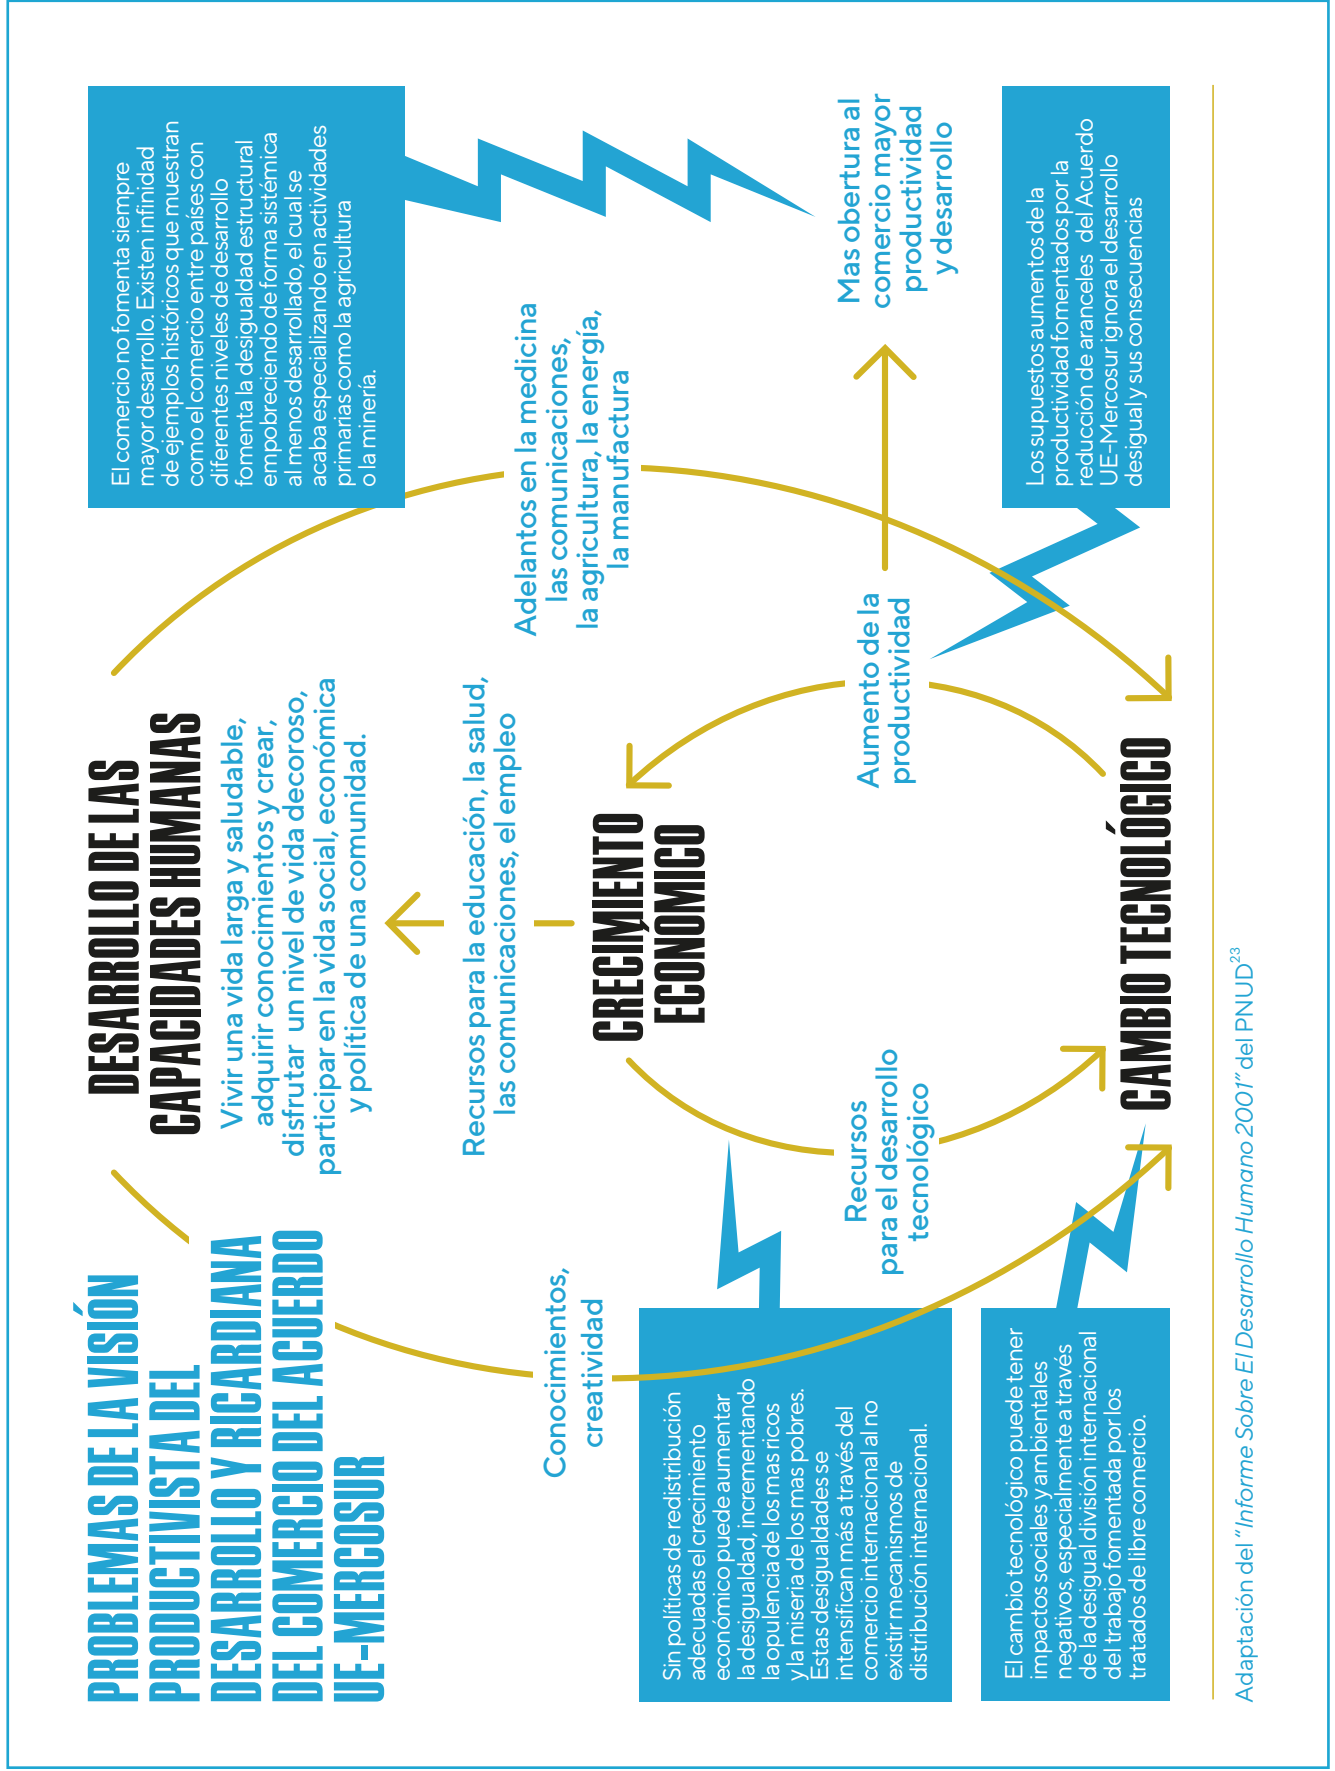 PROBLEMAS DE LA VISIÓN
PRODUCTIVISTA DEL
DESARROLLO Y RICARDIANA
DEL COMERCIO DEL ACUERDO
UE-MERCOSUR
DESARROLLO DE LAS
CAPACIDADES HUMANAS
Vivir una vida larga y saludable,
adquirir conocimientos y crear,
disfrutar un nivel de vida decoroso,
participar en la vida social, económica
y política de una comunidad.
El comercio no fomenta siempre
mayor desarrollo. Existen infinidad
de ejemplos históricos que muestran
como el comercio entre países con
diferentes niveles de desarrollo
fomenta la desigualdad estructural
empobreciendo de forma sistémica
al menos desarrollado, el cual se
acaba especializando en actividades
primarias como la agricultura
o la minería.
Recursos para la educación, la salud,
las comunicaciones, el empleo
Adelantos en la medicina
las comunicaciones,
la agricultura, la energía,
la manufactura
Conocimientos,
creatividad
CRECIMIENTO
ECONÓMICO
Sin políticas de redistribución
adecuadas el crecimiento
económico puede aumentar
la desigualdad, incrementando
la opulencia de los mas ricos
y la miseria de los mas pobres.
Estas desigualdades se
intensifican más a través del
comercio internacional al no
existir mecanismos de
distribución internacional.
Recursos
para el desarrollo
tecnológico
Aumento de la
productividad
Mas obertura al
comercio mayor
productividad
y desarrollo
El cambio tecnológico puede tener
impactos sociales y ambientales
negativos, especialmente a través
de la desigual división internacional
del trabajo fomentada por los
tratados de libre comercio.
CAMBIO TECNOLÓGICO
Los supuestos aumentos de la
productividad fomentados por la
reducción de aranceles del Acuerdo
UE-Mercosur ignora el desarrollo
desigual y sus consecuencias
Adaptación del "Informe Sobre El Desarrollo Humano 2001" del PNUD23